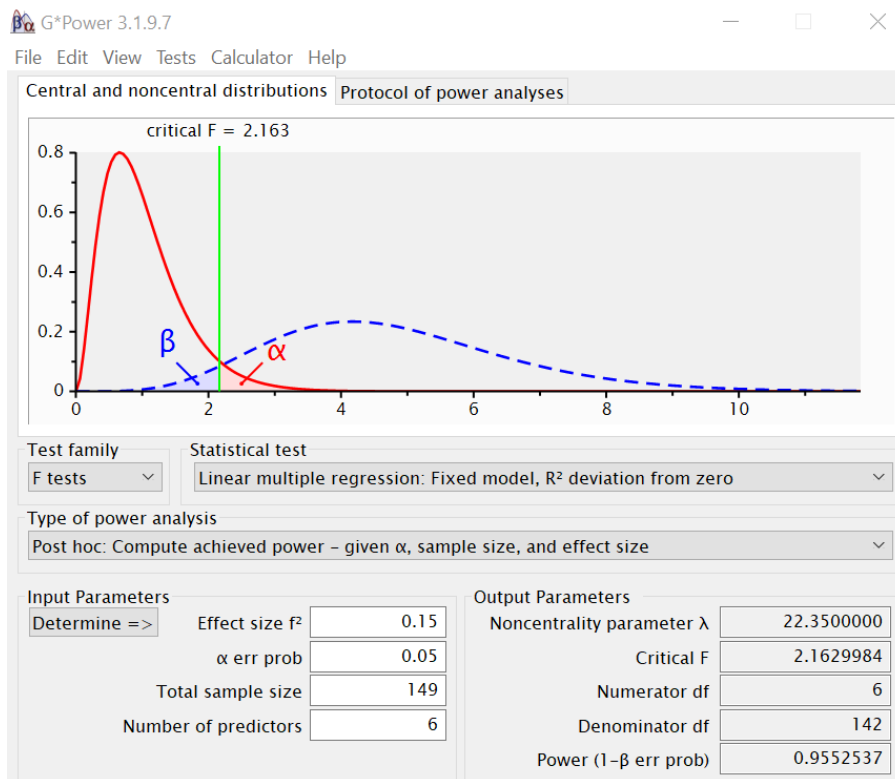 βα G*Power 3.1.9.7
File Edit View Tests Calculator Help
Central and noncentral distributions Protocol of power analyses
critical F = 2.163
0.8
0.6
0.4
0.2
0
β
α
0 2 4 6 8 10
Test family Statistical test
F tests Linear multiple regression: Fixed model, R² deviation from zero
Type of power analysis
Post hoc: Compute achieved power – given α, sample size, and effect size
Input Parameters Output Parameters
Determine => Effect size f² 0.15 Noncentrality parameter λ 22.3500000
α err prob 0.05 Critical F 2.1629984
Total sample size 149 Numerator df 6
Number of predictors 6 Denominator df 142
Power (1-β err prob) 0.9552537